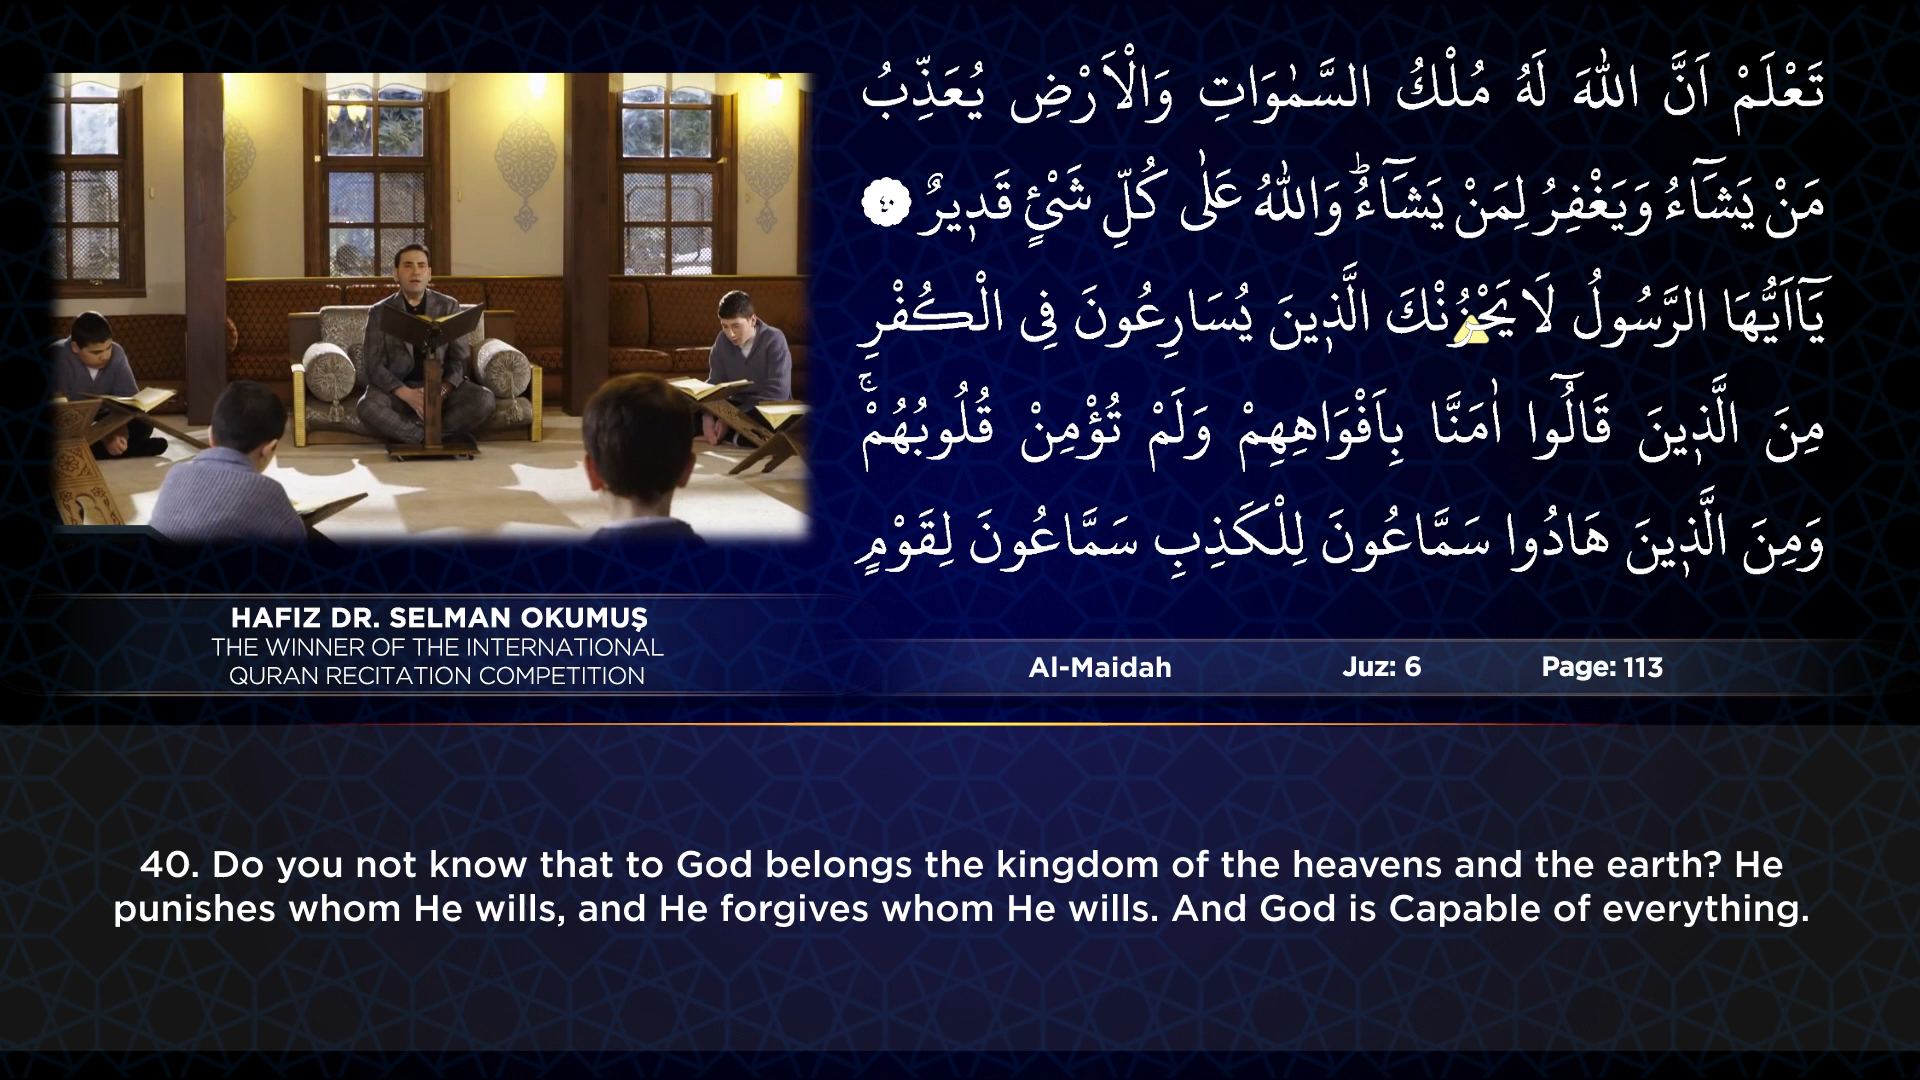 تَعْلَمْ اَنَّ اللّٰهَ لَهُ مُلْكُ السَّمٰوَاتِ وَالْاَرْضِ يُعَذِّبُ
مَنْ يَشَٓاءُ وَيَغْفِرُ لِمَنْ يَشَٓاءُۜ وَاللّٰهُ عَلٰى كُلِّ شَيْءٍ قَد۪يرٌ ٤٠
يَٓا اَيُّهَا الرَّسُولُ لَا يَحْزُنْكَ الَّذ۪ينَ يُسَارِعُونَ فِي الْكُفْرِ
مِنَ الَّذ۪ينَ قَالُٓوا اٰمَنَّا بِاَفْوَاهِهِمْ وَلَمْ تُؤْمِنْ قُلُوبُهُمْۚ
وَمِنَ الَّذ۪ينَ هَادُوا سَمَّاعُونَ لِلْكَذِبِ سَمَّاعُونَ لِقَوْمٍ
HAFIZ DR. SELMAN OKUMUŞ
THE WINNER OF THE INTERNATIONAL
QURAN RECITATION COMPETITION
Al-Maidah Juz: 6 Page: 113
40. Do you not know that to God belongs the kingdom of the heavens and the earth? He
punishes whom He wills, and He forgives whom He wills. And God is Capable of everything.